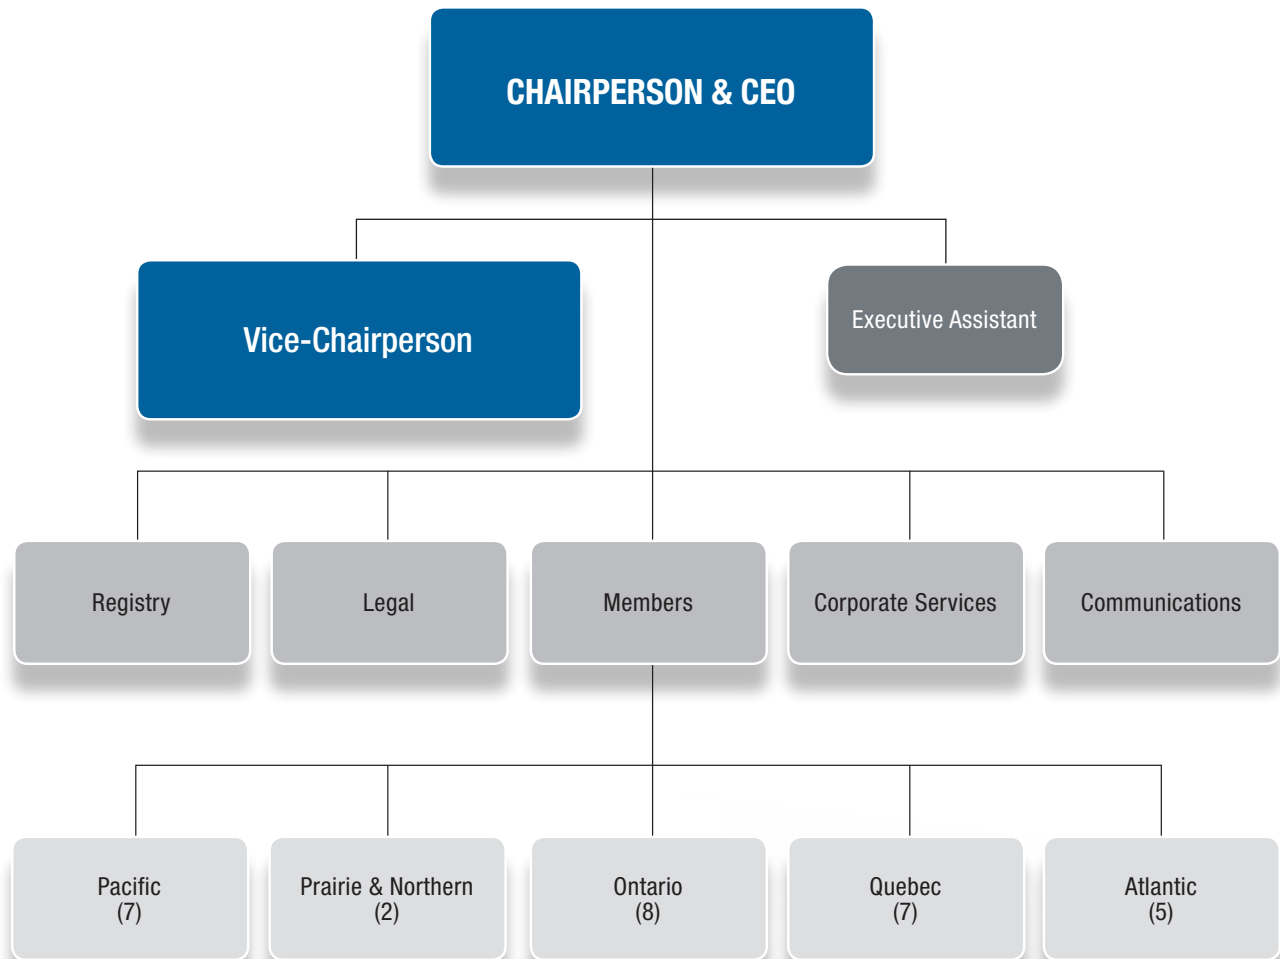 CHAIRPERSON & CEO
Vice-Chairperson
Executive Assistant
Registry
Legal
Members
Corporate Services
Communications
Pacific
(7)
Prairie & Northern
(2)
Ontario
(8)
Quebec
(7)
Atlantic
(5)